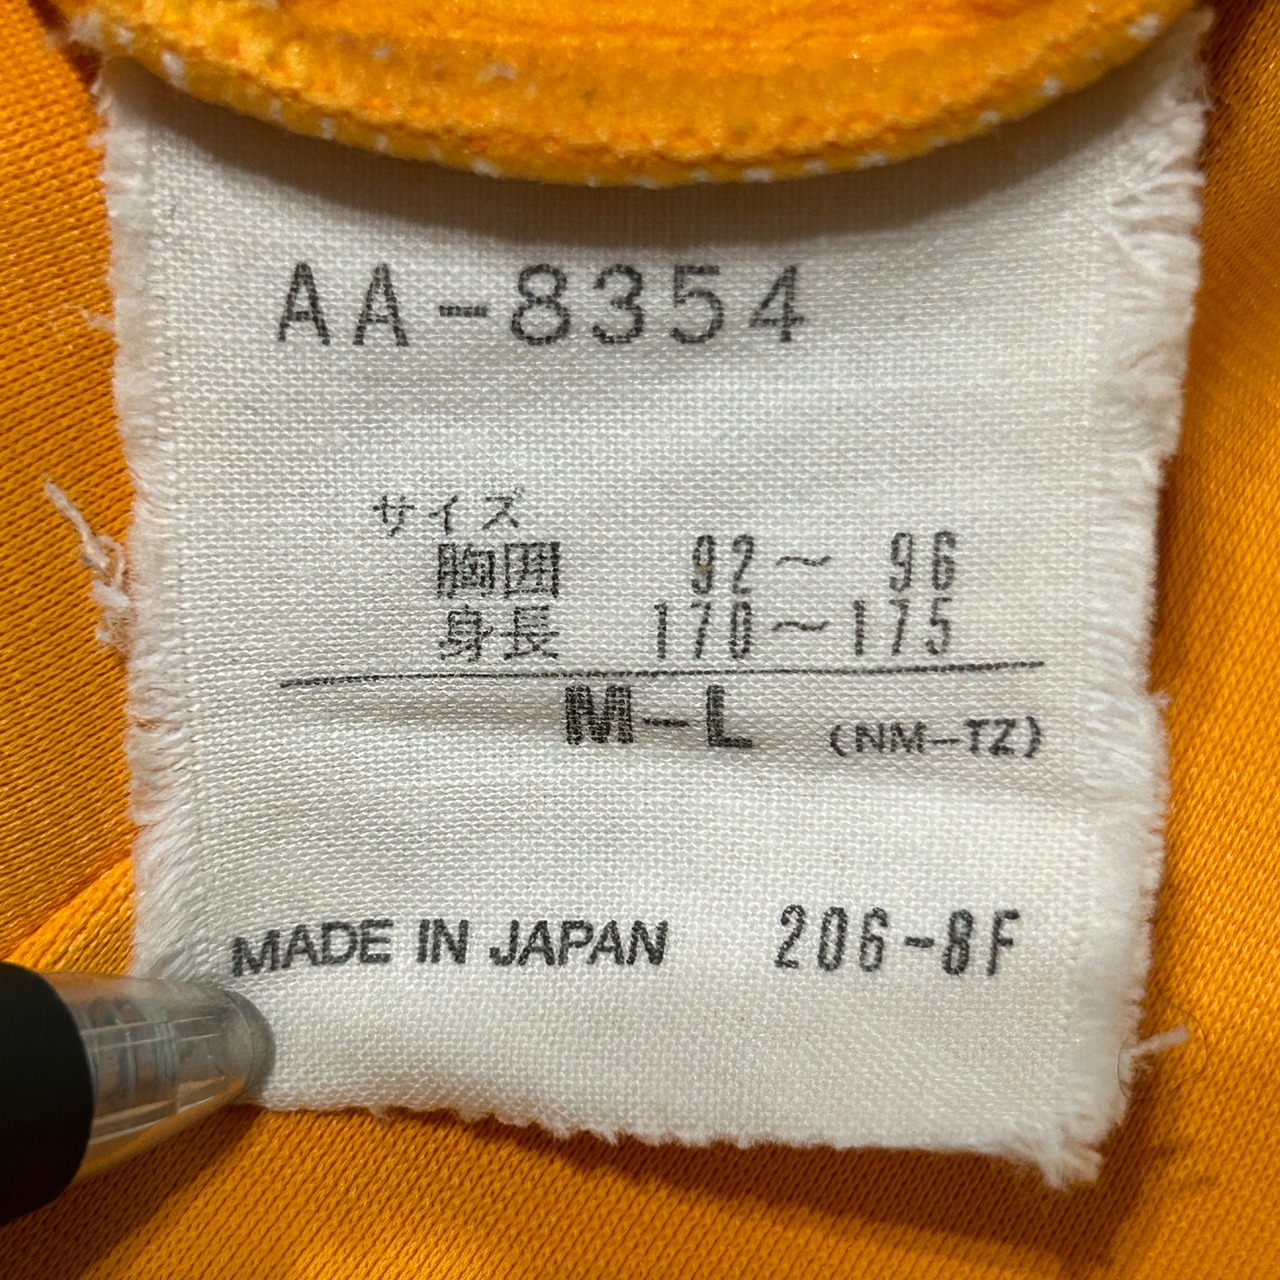 AA-8354
サイズ
胸囲 92～ 96
身長 170～175
M-L (NM-TZ)
MADE IN JAPAN 206-8F